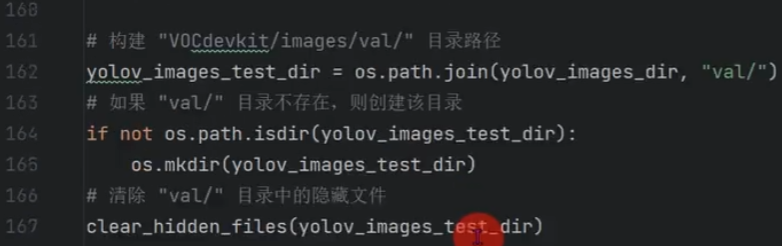 160
161 # 构建 "VOCdevkit/images/val/" 目录路径
162 yolov_images_test_dir = os.path.join(yolov_images_dir, "val/")
163 # 如果 "val/" 目录不存在，则创建该目录
164 if not os.path.isdir(yolov_images_test_dir):
165     os.mkdir(yolov_images_test_dir)
166 # 清除 "val/" 目录中的隐藏文件
167 clear_hidden_files(yolov_images_test_dir)